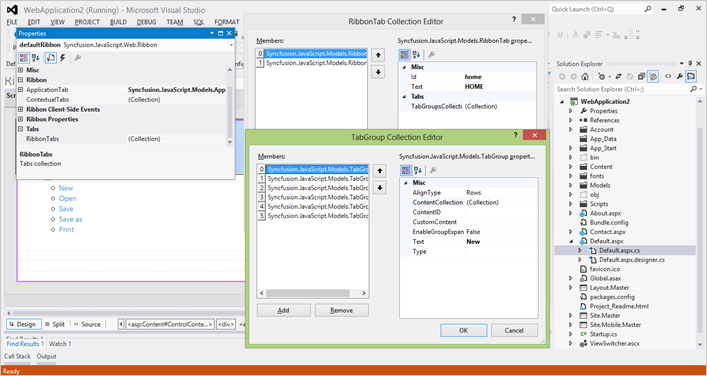 WebApplication2 (Running) - Microsoft Visual Studio
Quick Launch (Ctrl+Q)
FILE EDIT VIEW PROJECT BUILD DEBUG TEAM SQL FORMAT
Properties
defaultRibbon Syncfusion.JavaScript.Web.Ribbon
Misc
Ribbon
ApplicationTab Syncfusion.JavaScript.Models.App
ContextualTabs (Collection)
Ribbon Client-Side Events
Ribbon Properties
Tabs
RibbonTabs (Collection)
RibbonTabs
Tabs collection
New
Open
Save
Save as
Print
RibbonTab Collection Editor
Members:
Syncfusion.JavaScript.Models.RibbonTab prope...
0 Syncfusion.JavaScript.Models.Ribbon
1 Syncfusion.JavaScript.Models.Ribbon
Misc
Id home
Text HOME
Tabs
TabGroupsCollecti (Collection)
TabGroup Collection Editor
Members:
Syncfusion.JavaScript.Models.TabGroup propert...
0 Syncfusion.JavaScript.Models.TabGro
1 Syncfusion.JavaScript.Models.TabGro
2 Syncfusion.JavaScript.Models.TabGro
3 Syncfusion.JavaScript.Models.TabGro
4 Syncfusion.JavaScript.Models.TabGro
5 Syncfusion.JavaScript.Models.TabGro
Misc
AlignType Rows
ContentCollection (Collection)
ContentID
CustomContent
EnableGroupExpan False
Text New
Type
Add
Remove
OK
Cancel
Solution Explorer
Search Solution Explorer (Ctrl+;)
WebApplication2
Properties
References
Account
App_Data
App_Start
bin
Content
fonts
Models
obj
Scripts
About.aspx
Bundle.config
Contact.aspx
Default.aspx
Default.aspx.cs
Default.aspx.designer.cs
favicon.ico
Global.asax
Layout.Master
packages.config
Project_Readme.html
Site.Master
Site.Mobile.Master
Startup.cs
ViewSwitcher.ascx
Design
Split
Source
<asp:Content#ControlConte...>
<div>
Find Results 1 Watch 1
Call Stack Output
Ready